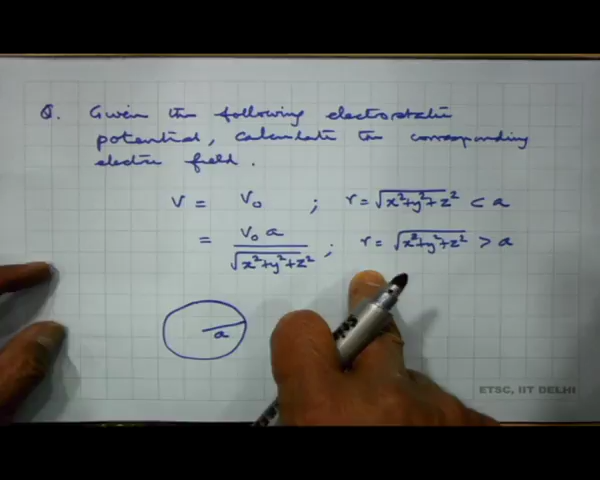 Q. Given the following electrostatic
potential, calculate the corresponding
electric field.
V = V₀ ; r = √x²+y²+z² < a
= V₀ a / √x²+y²+z² ; r = √x²+y²+z² > a
a
ETSC, IIT DELHI